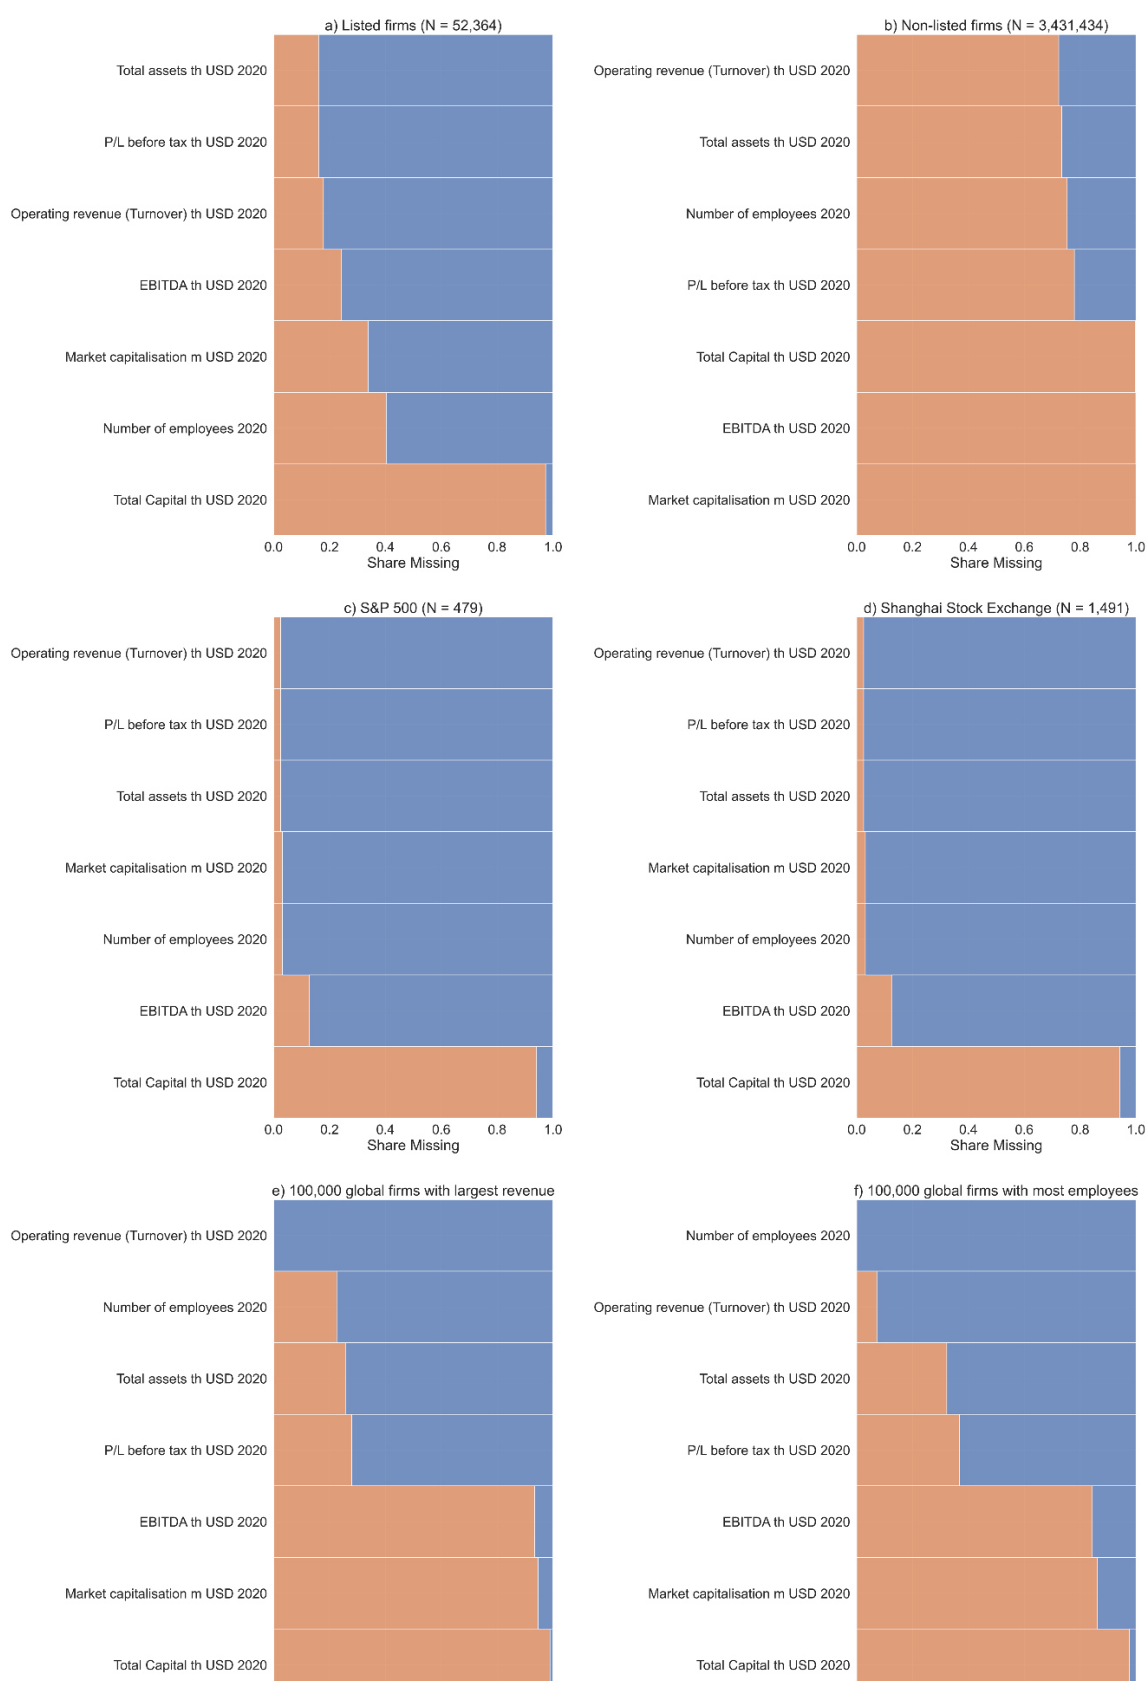 a) Listed firms (N = 52,364)
Total assets th USD 2020
P/L before tax th USD 2020
Operating revenue (Turnover) th USD 2020
EBITDA th USD 2020
Market capitalisation m USD 2020
Number of employees 2020
Total Capital th USD 2020
0.0 0.2 0.4 0.6 0.8 1.0
Share Missing
b) Non-listed firms (N = 3,431,434)
Operating revenue (Turnover) th USD 2020
Total assets th USD 2020
Number of employees 2020
P/L before tax th USD 2020
Total Capital th USD 2020
EBITDA th USD 2020
Market capitalisation m USD 2020
0.0 0.2 0.4 0.6 0.8 1.0
Share Missing
c) S&P 500 (N = 479)
Operating revenue (Turnover) th USD 2020
P/L before tax th USD 2020
Total assets th USD 2020
Market capitalisation m USD 2020
Number of employees 2020
EBITDA th USD 2020
Total Capital th USD 2020
0.0 0.2 0.4 0.6 0.8 1.0
Share Missing
d) Shanghai Stock Exchange (N = 1,491)
Operating revenue (Turnover) th USD 2020
P/L before tax th USD 2020
Total assets th USD 2020
Market capitalisation m USD 2020
Number of employees 2020
EBITDA th USD 2020
Total Capital th USD 2020
0.0 0.2 0.4 0.6 0.8 1.0
Share Missing
e) 100,000 global firms with largest revenue
Operating revenue (Turnover) th USD 2020
Number of employees 2020
Total assets th USD 2020
P/L before tax th USD 2020
EBITDA th USD 2020
Market capitalisation m USD 2020
Total Capital th USD 2020
f) 100,000 global firms with most employees
Number of employees 2020
Operating revenue (Turnover) th USD 2020
Total assets th USD 2020
P/L before tax th USD 2020
EBITDA th USD 2020
Market capitalisation m USD 2020
Total Capital th USD 2020